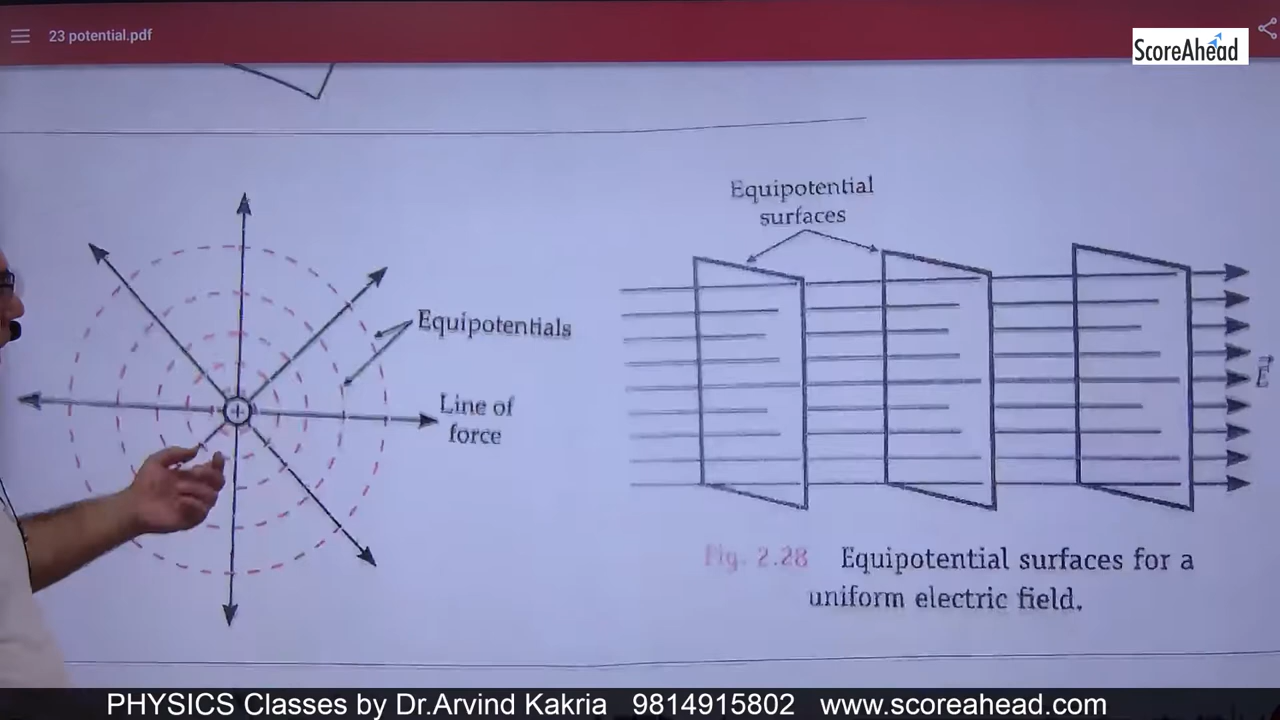 23 potential.pdf
ScoreAhead
Equipotential
surfaces
Equipotentials
Line of
force
+
E
Fig. 2.28 Equipotential surfaces for a
uniform electric field.
PHYSICS Classes by Dr.Arvind Kakria 9814915802 www.scoreahead.com